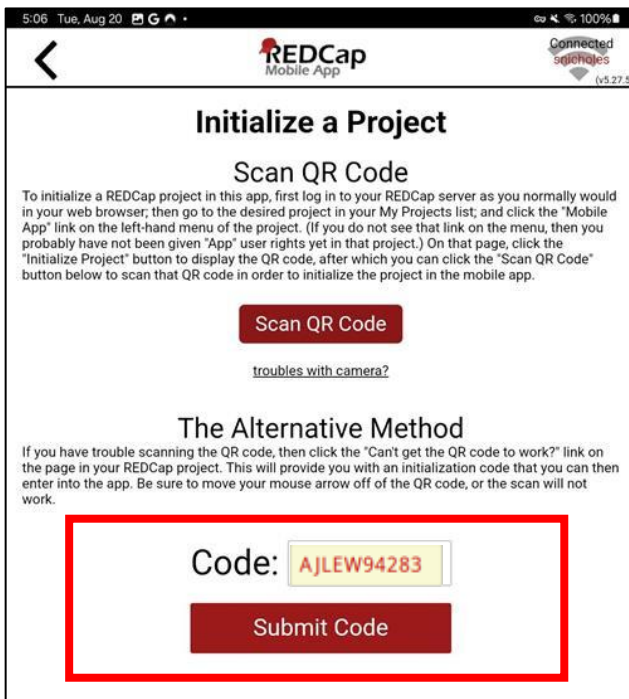 5:06 Tue, Aug 20 G 100%
REDCap
Mobile App
Connected
snicholes
(v5.27.5
Initialize a Project
Scan QR Code
To initialize a REDCap project in this app, first log in to your REDCap server as you normally would
in your web browser; then go to the desired project in your My Projects list; and click the "Mobile
App" link on the left-hand menu of the project. (If you do not see that link on the menu, then you
probably have not been given "App" user rights yet in that project.) On that page, click the
"Initialize Project" button to display the QR code, after which you can click the "Scan QR Code"
button below to scan that QR code in order to initialize the project in the mobile app.
Scan QR Code
troubles with camera?
The Alternative Method
If you have trouble scanning the QR code, then click the "Can't get the QR code to work?" link on
the page in your REDCap project. This will provide you with an initialization code that you can then
enter into the app. Be sure to move your mouse arrow off of the QR code, or the scan will not
work.
Code: AJLEW94283
Submit Code